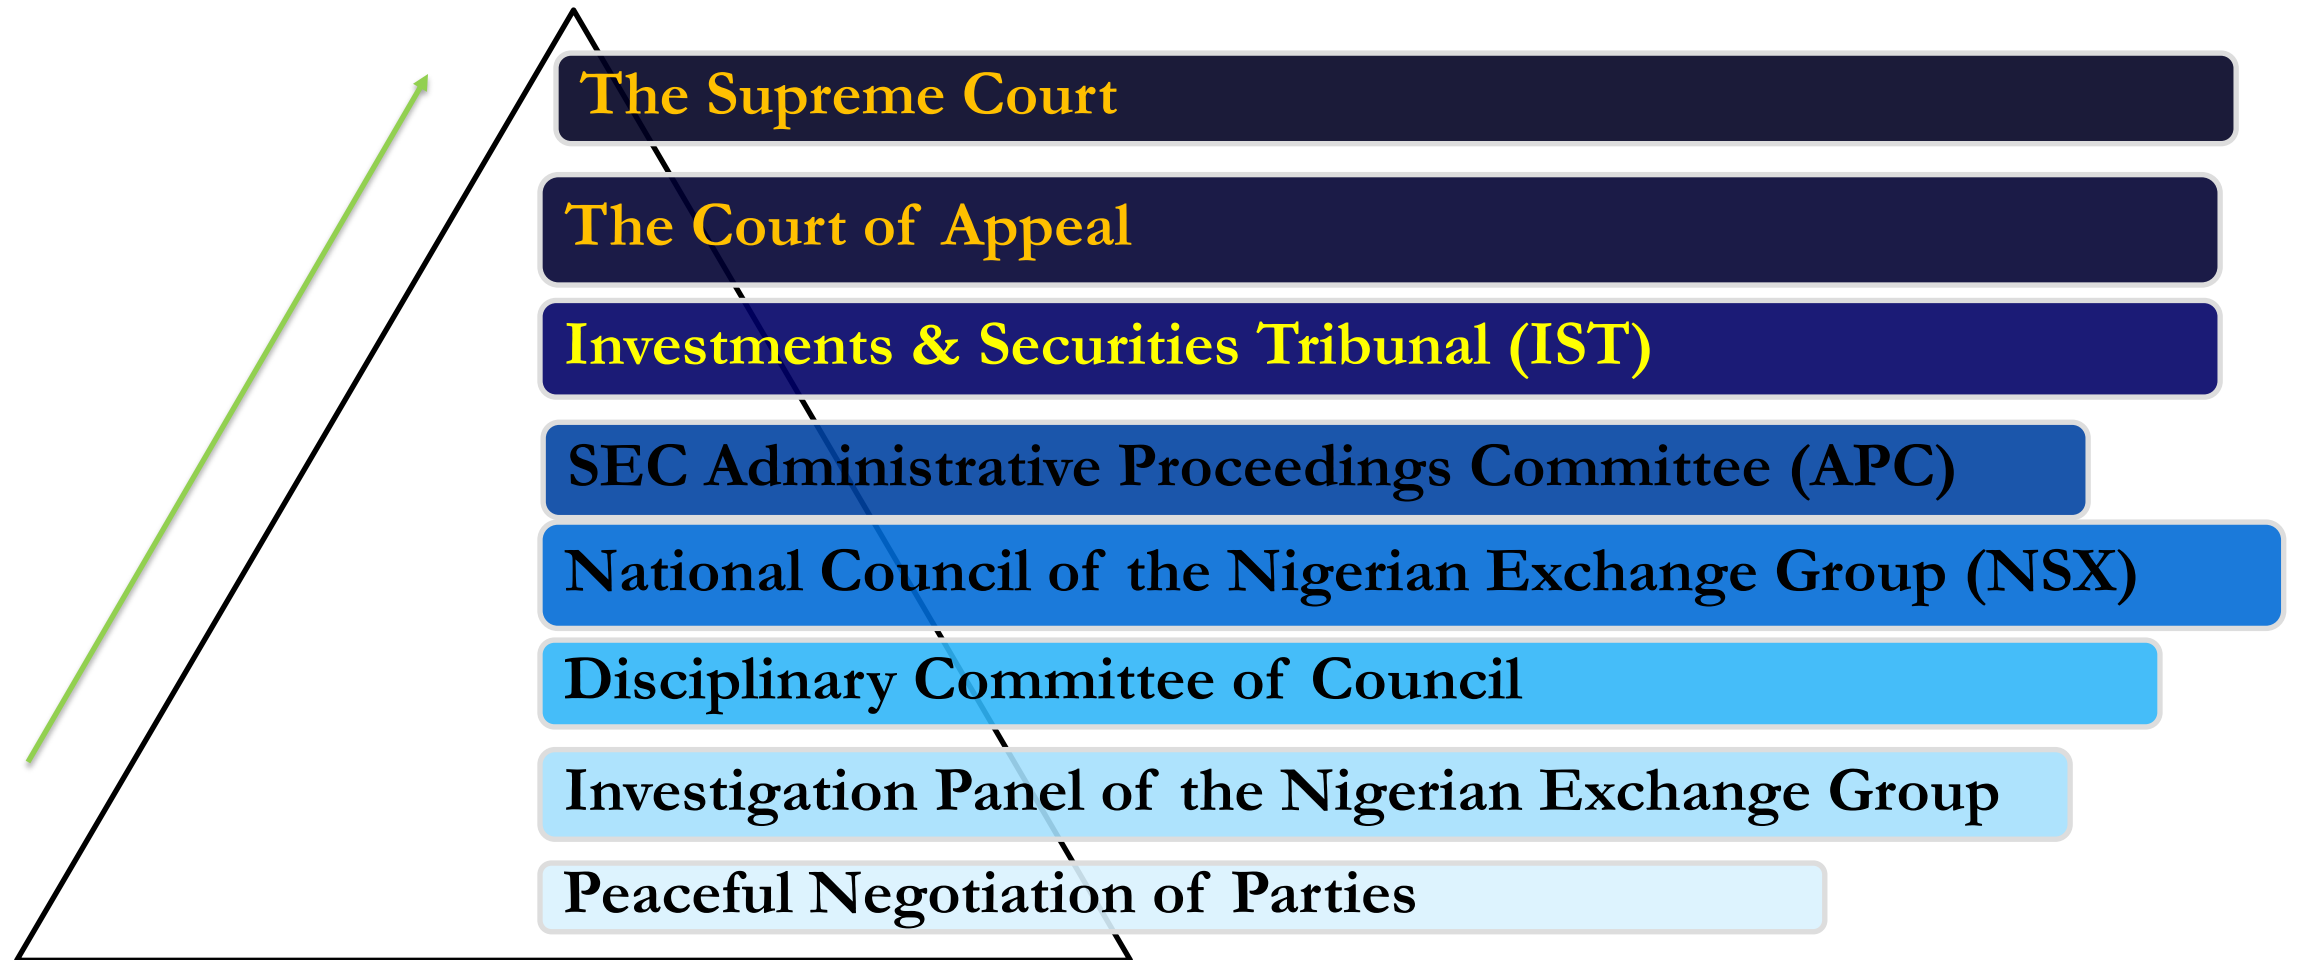 The Supreme Court
The Court of Appeal
Investments & Securities Tribunal (IST)
SEC Administrative Proceedings Committee (APC)
National Council of the Nigerian Exchange Group (NSX)
Disciplinary Committee of Council
Investigation Panel of the Nigerian Exchange Group
Peaceful Negotiation of Parties